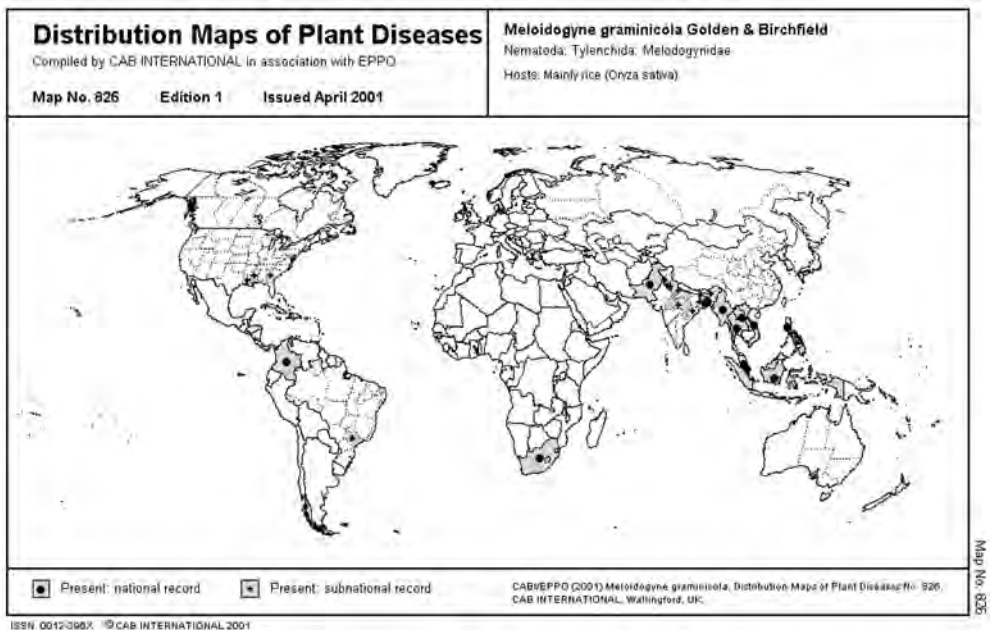 Distribution Maps of Plant Diseases
Compiled by CAB INTERNATIONAL in association with EPPO
Map No. 826 Edition 1 Issued April 2001
Meloidogyne graminicola Golden & Birchfield
Nematoda: Tylenchida: Melodogynidae
Hosts: Mainly rice (Oryza sativa)
Present: national record
Present: subnational record
CABI/EPPO (2001) Meloidogyne graminicola. Distribution Maps of Plant Diseases No. 826.
CAB INTERNATIONAL, Wallingford, UK.
Map No. 826
ISSN 0012-396X ©CAB INTERNATIONAL 2001